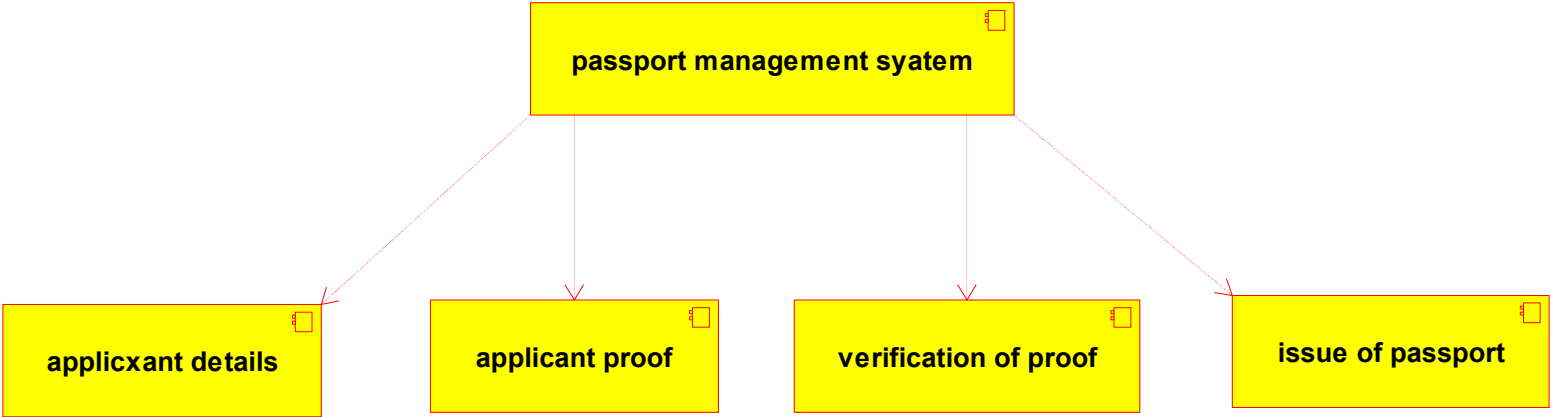 passport management syatem
applicxant details
applicant proof
verification of proof
issue of passport